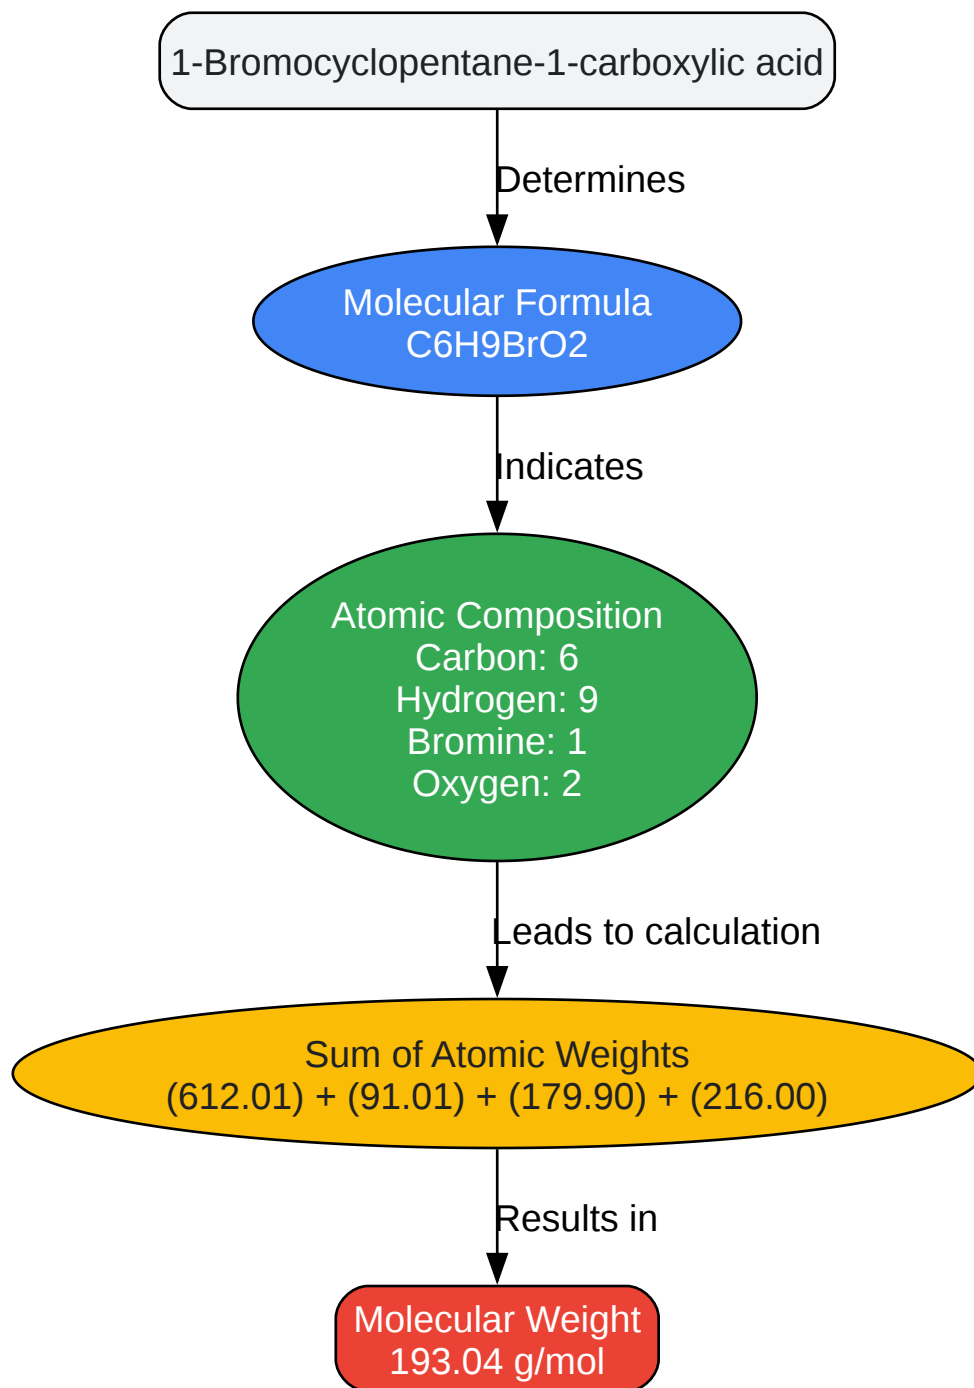 1-Bromocyclopentane-1-carboxylic acid
Determines
Molecular Formula
C6H9BrO2
Indicates
Atomic Composition
Carbon: 6
Hydrogen: 9
Bromine: 1
Oxygen: 2
Leads to calculation
Sum of Atomic Weights
(612.01) + (91.01) + (179.90) + (216.00)
Results in
Molecular Weight
193.04 g/mol